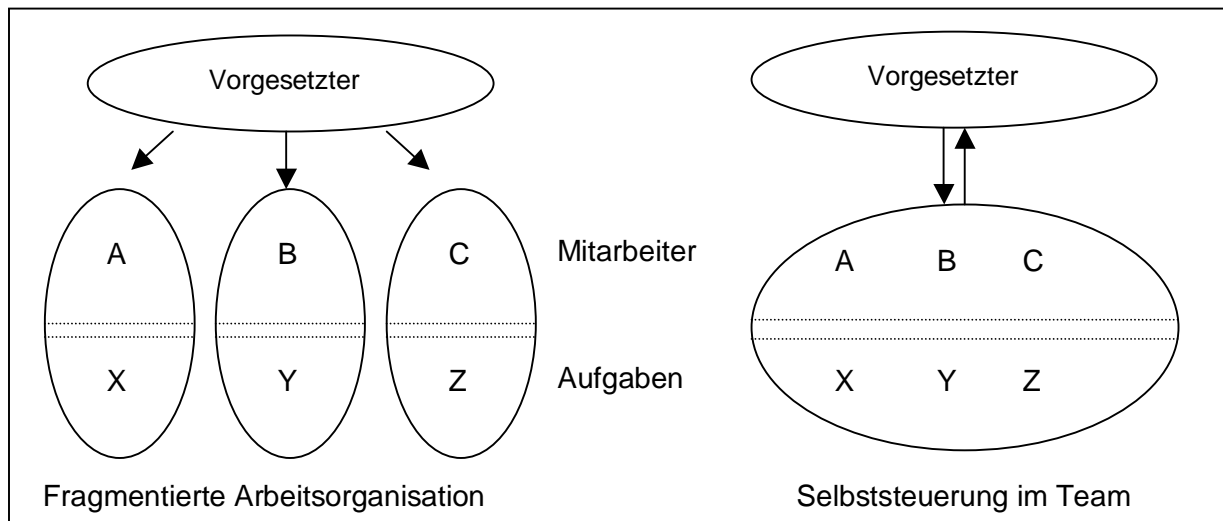 Vorgesetzter
Vorgesetzter
A B C Mitarbeiter
A B C
X Y Z Aufgaben
X Y Z
Fragmentierte Arbeitsorganisation
Selbststeuerung im Team